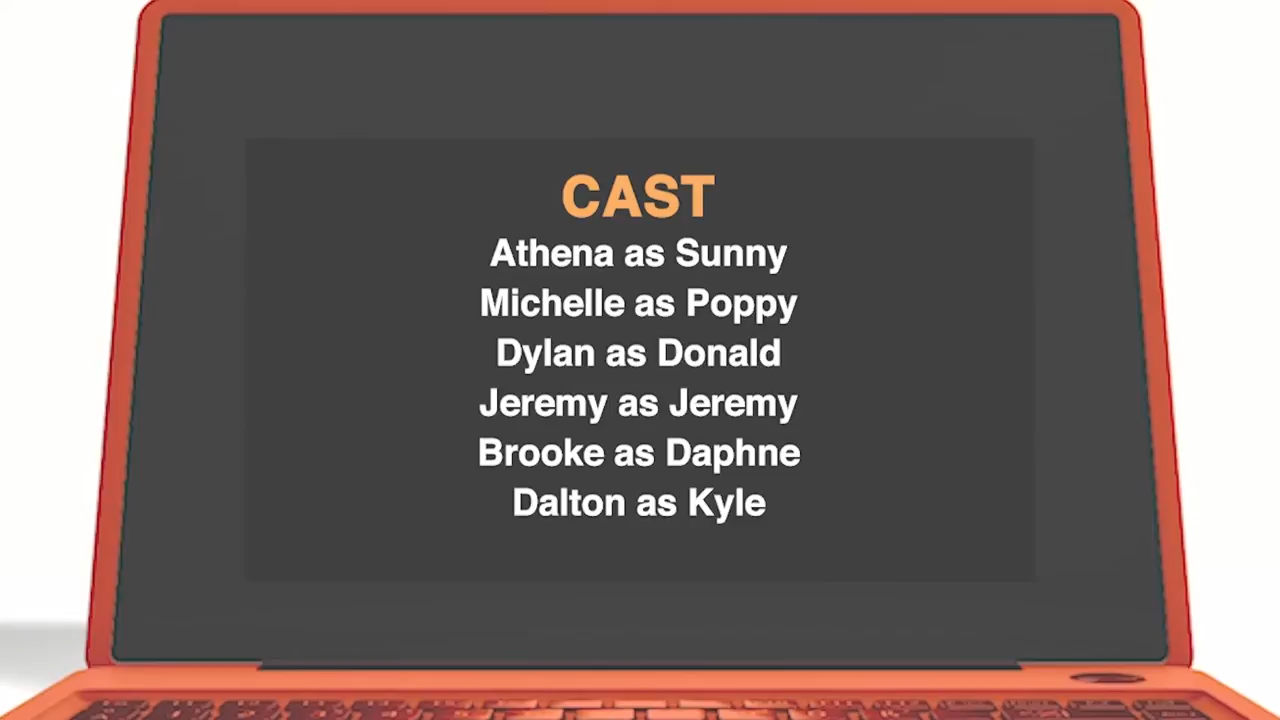 CAST
Athena as Sunny
Michelle as Poppy
Dylan as Donald
Jeremy as Jeremy
Brooke as Daphne
Dalton as Kyle